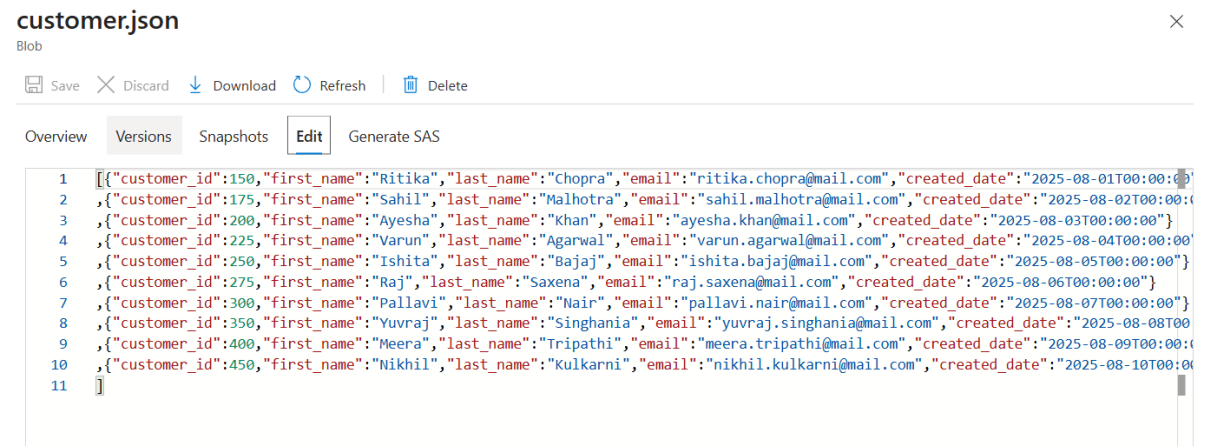 customer.json
Blob
Save Discard Download Refresh Delete
Overview Versions Snapshots Edit Generate SAS
1 [{"customer_id":150,"first_name":"Ritika","last_name":"Chopra","email":"ritika.chopra@mail.com","created_date":"2025-08-01T00:00:00"
2 ,{"customer_id":175,"first_name":"Sahil","last_name":"Malhotra","email":"sahil.malhotra@mail.com","created_date":"2025-08-02T00:00:0
3 ,{"customer_id":200,"first_name":"Ayesha","last_name":"Khan","email":"ayesha.khan@mail.com","created_date":"2025-08-03T00:00:00"}
4 ,{"customer_id":225,"first_name":"Varun","last_name":"Agarwal","email":"varun.agarwal@mail.com","created_date":"2025-08-04T00:00:00"
5 ,{"customer_id":250,"first_name":"Ishita","last_name":"Bajaj","email":"ishita.bajaj@mail.com","created_date":"2025-08-05T00:00:00"}
6 ,{"customer_id":275,"first_name":"Raj","last_name":"Saxena","email":"raj.saxena@mail.com","created_date":"2025-08-06T00:00:00"}
7 ,{"customer_id":300,"first_name":"Pallavi","last_name":"Nair","email":"pallavi.nair@mail.com","created_date":"2025-08-07T00:00:00"}
8 ,{"customer_id":350,"first_name":"Yuvraj","last_name":"Singhania","email":"yuvraj.singhania@mail.com","created_date":"2025-08-08T00
9 ,{"customer_id":400,"first_name":"Meera","last_name":"Tripathi","email":"meera.tripathi@mail.com","created_date":"2025-08-09T00:00:0
10 ,{"customer_id":450,"first_name":"Nikhil","last_name":"Kulkarni","email":"nikhil.kulkarni@mail.com","created_date":"2025-08-10T00:00
11 ]